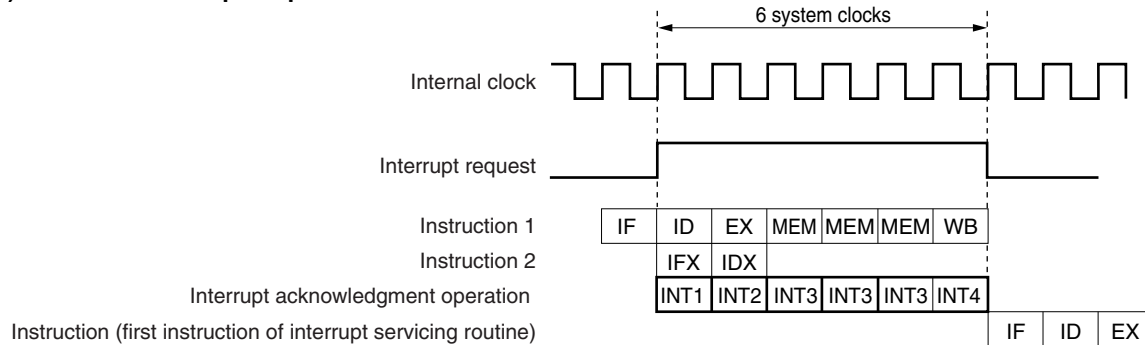 6 system clocks
Internal clock
Interrupt request
Instruction 1 IF ID EX MEM MEM MEM WB
Instruction 2 IFX IDX
Interrupt acknowledgment operation INT1 INT2 INT3 INT3 INT3 INT4
Instruction (first instruction of interrupt servicing routine) IF ID EX